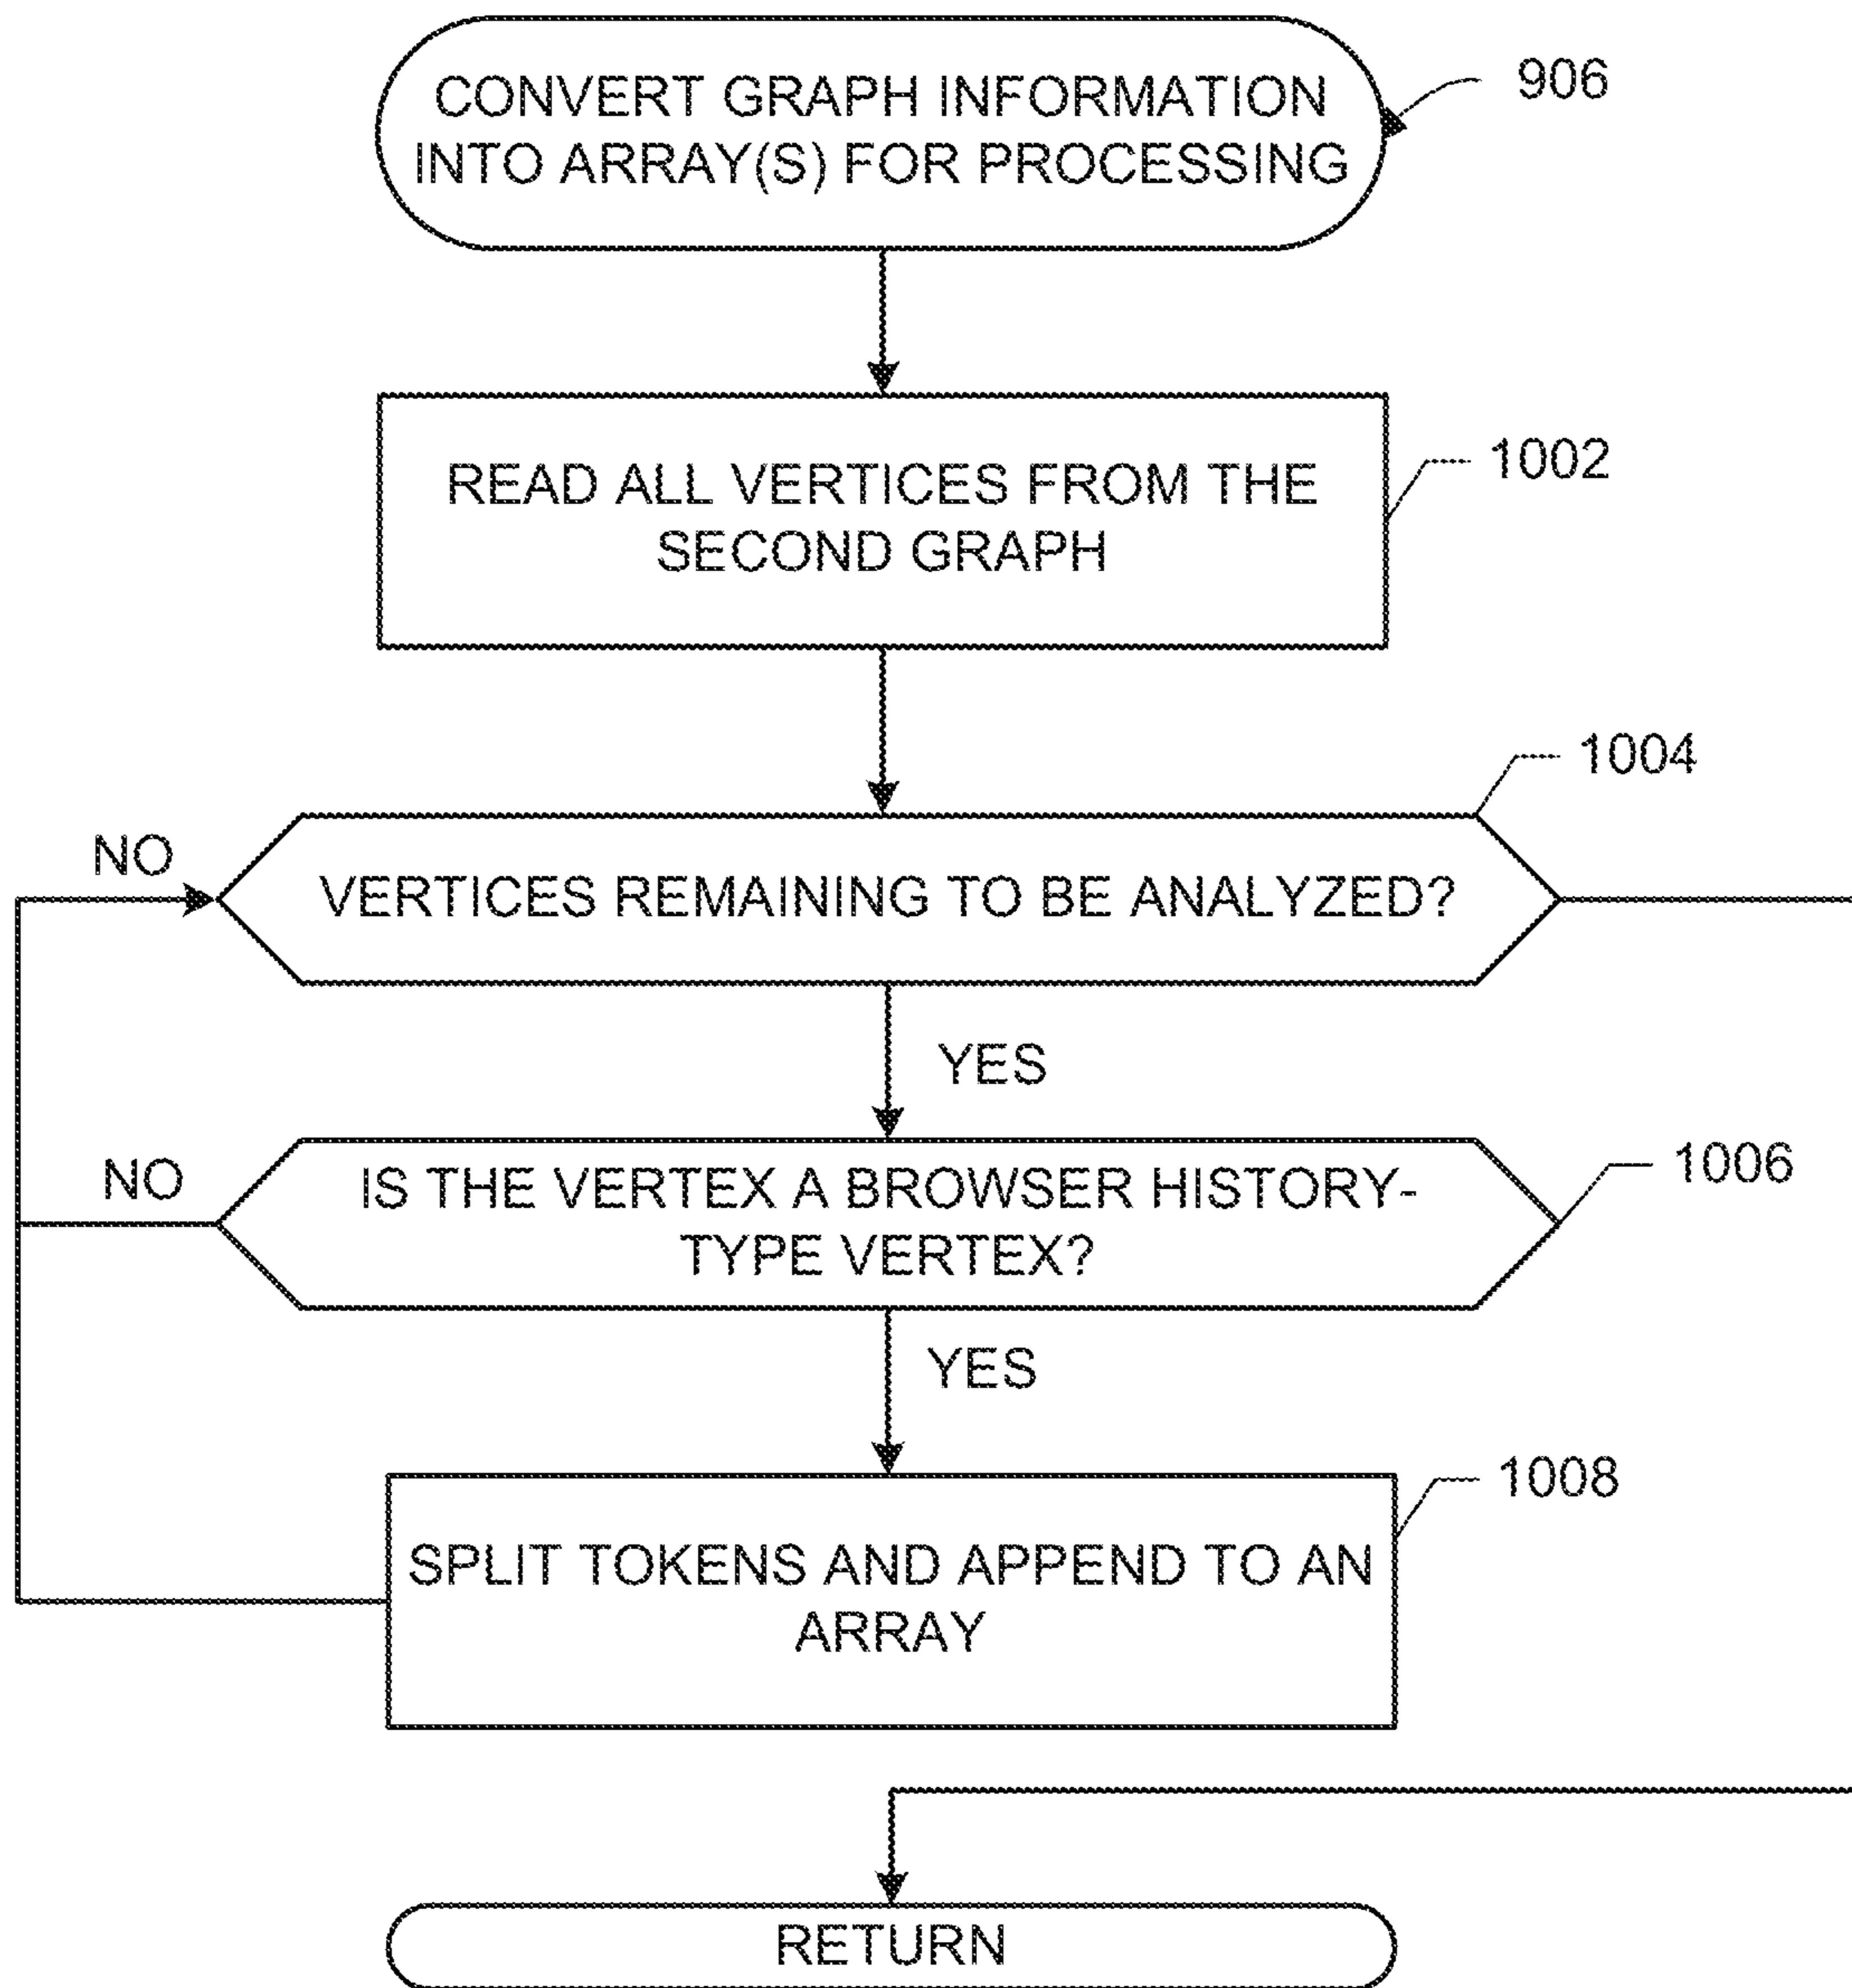 CONVERT GRAPH INFORMATION
INTO ARRAY(S) FOR PROCESSING
906
READ ALL VERTICES FROM THE
SECOND GRAPH
1002
1004
NO
VERTICES REMAINING TO BE ANALYZED?
YES
NO
IS THE VERTEX A BROWSER HISTORY-
TYPE VERTEX?
1006
YES
1008
SPLIT TOKENS AND APPEND TO AN
ARRAY
RETURN